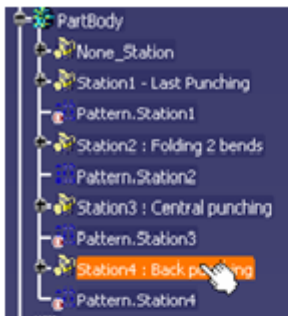 PartBody
None_Station
Station1 - Last Punching
Pattern.Station1
Station2 : Folding 2 bends
Pattern.Station2
Station3 : Central punching
Pattern.Station3
Station4 : Back punching
Pattern.Station4